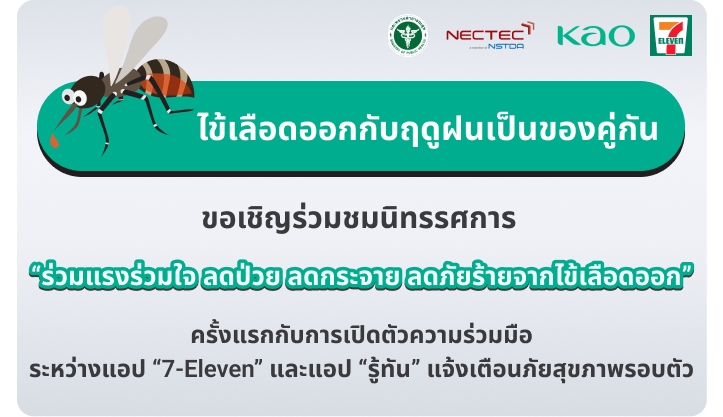 NECTEC
a member of NSTDA
Kao
7
ELEVEN
ไข้เลือดออกกับฤดูฝนเป็นของคู่กัน
ขอเชิญร่วมชมนิทรรศการ
“ร่วมแรงร่วมใจ ลดป่วย ลดกระจาย ลดภัยร้ายจากไข้เลือดออก”
ครั้งแรกกับการเปิดตัวความร่วมมือ
ระหว่างแอป “7-Eleven” และแอป “รู้ทัน” แจ้งเตือนภัยสุขภาพรอบตัว